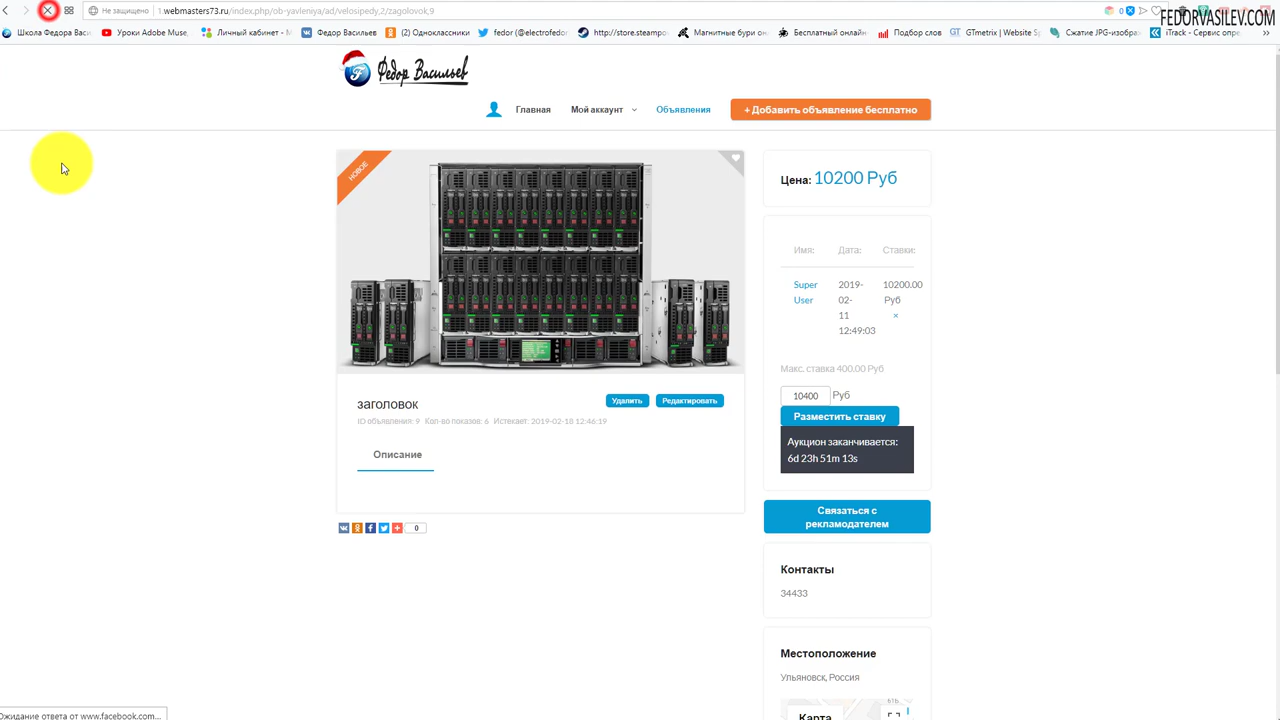 Не защищено 1.webmasters73.ru/index.php/ob-yavleniya/ad/velosipedy,2/zagolovok,9
0
FEDORVASILEV.COM
Школа Федора Васи Уроки Adobe Muse, Личный кабинет - М Федор Васильев (2) Одноклассники fedor (@electrofedor http://store.steampo Магнитные бури он Бесплатный онлайн Подбор слов GTmetrix | Website S Сжатие JPG-изобра iTrack - Сервис опре »
Федор Васильев
Главная Мой аккаунт Объявления + Добавить объявление бесплатно
НОВОЕ
Цена: 10200 Руб
Имя: Дата: Ставки:
Super 2019- 10200.00
User 02- Руб
11 ×
12:49:03
Макс. ставка 400.00 Руб
10400 Руб
Разместить ставку
Аукцион заканчивается:
6d 23h 51m 13s
заголовок Удалить Редактировать
ID объявления: 9 Кол-во показов: 6 Истекает: 2019-02-18 12:46:19
Описание
0
Связаться с
рекламодателем
Контакты
34433
Местоположение
Ульяновск, Россия
Карта
Ожидание ответа от www.facebook.com...